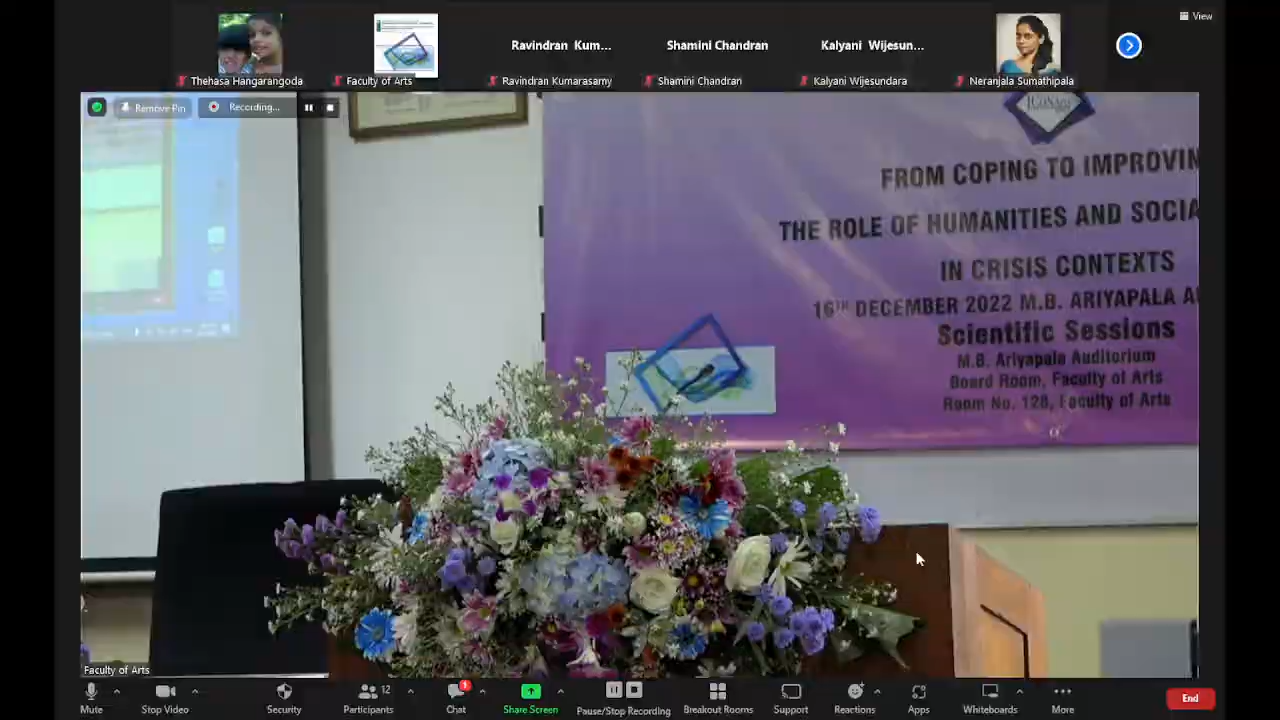 View
Ravindran Kum...
Shamini Chandran
Kalyani Wijesun...
Thehasa Hangarangoda
Faculty of Arts
Ravindran Kumarasamy
Shamini Chandran
Kalyani Wijesundara
Neranjala Sumathipala
Remove Pin
Recording...
FROM COPING TO IMPROVIN
THE ROLE OF HUMANITIES AND SOCIA
IN CRISIS CONTEXTS
16TH DECEMBER 2022 M.B. ARIYAPALA A
Scientific Sessions
M.B. Ariyapala Auditorium
Board Room, Faculty of Arts
Room No. 128, Faculty of Arts
Faculty of Arts
Mute
Stop Video
Security
Participants
12
Chat
Share Screen
Pause/Stop Recording
Breakout Rooms
Support
Reactions
Apps
Whiteboards
More
End